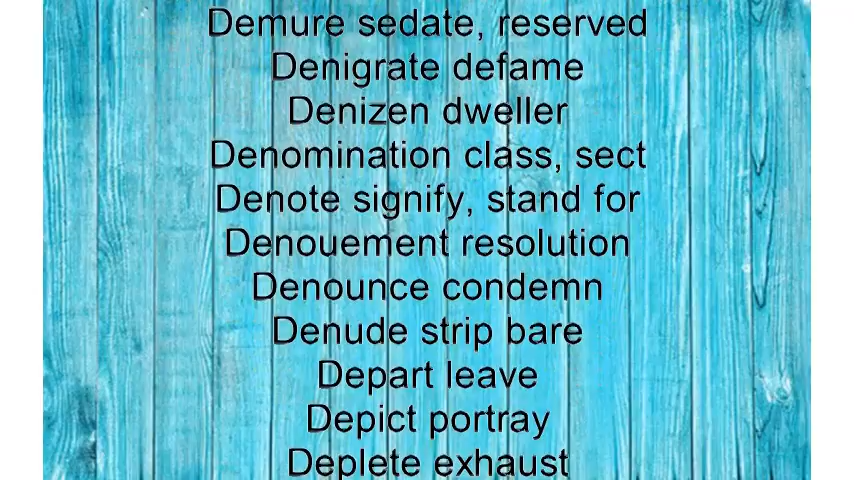 Demure sedate, reserved
Denigrate defame
Denizen dweller
Denomination class, sect
Denote signify, stand for
Denouement resolution
Denounce condemn
Denude strip bare
Depart leave
Depict portray
Deplete exhaust